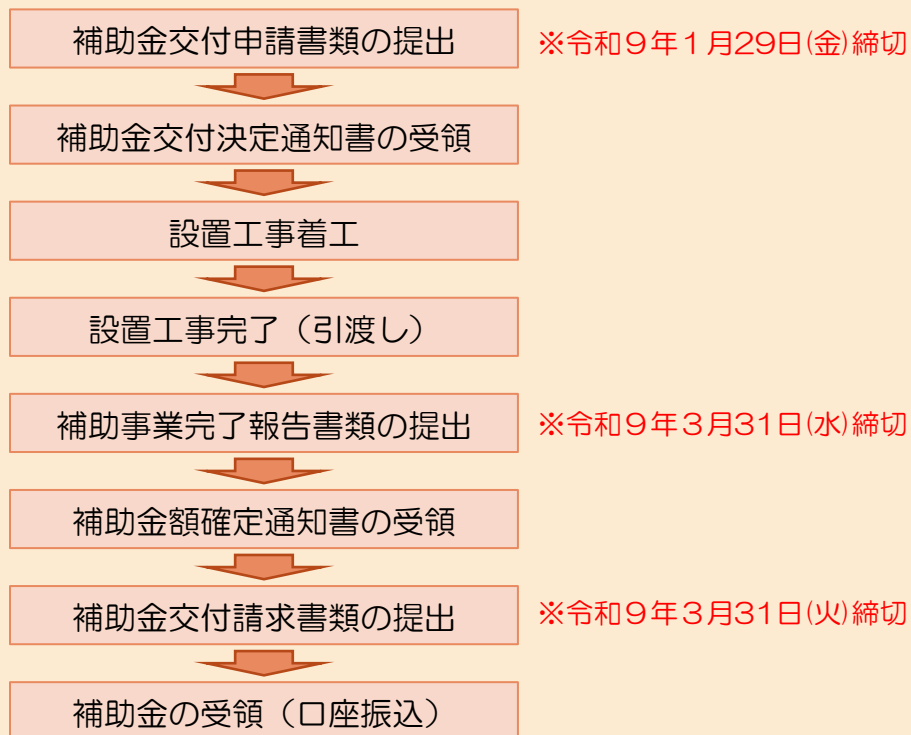 補助金交付申請書類の提出 ※令和９年１月29日(金)締切
補助金交付決定通知書の受領
設置工事着工
設置工事完了（引渡し）
補助事業完了報告書類の提出 ※令和９年３月31日(水)締切
補助金額確定通知書の受領
補助金交付請求書類の提出 ※令和９年３月31日(火)締切
補助金の受領（口座振込）